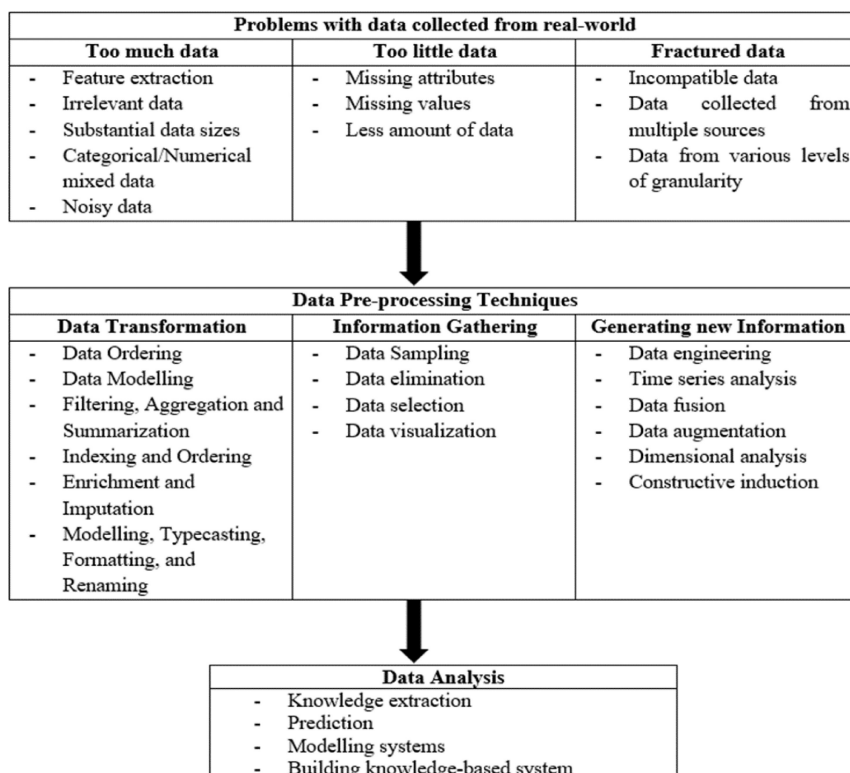 Problems with data collected from real-world
Too much data
- Feature extraction
- Irrelevant data
- Substantial data sizes
- Categorical/Numerical
mixed data
- Noisy data
Too little data
- Missing attributes
- Missing values
- Less amount of data
Fractured data
- Incompatible data
- Data collected from
multiple sources
- Data from various levels
of granularity
Data Pre-processing Techniques
Data Transformation
- Data Ordering
- Data Modelling
- Filtering, Aggregation and
Summarization
- Indexing and Ordering
- Enrichment and
Imputation
- Modelling, Typecasting,
Formatting, and
Renaming
Information Gathering
- Data Sampling
- Data elimination
- Data selection
- Data visualization
Generating new Information
- Data engineering
- Time series analysis
- Data fusion
- Data augmentation
- Dimensional analysis
- Constructive induction
Data Analysis
- Knowledge extraction
- Prediction
- Modelling systems
- Building knowledge-based system